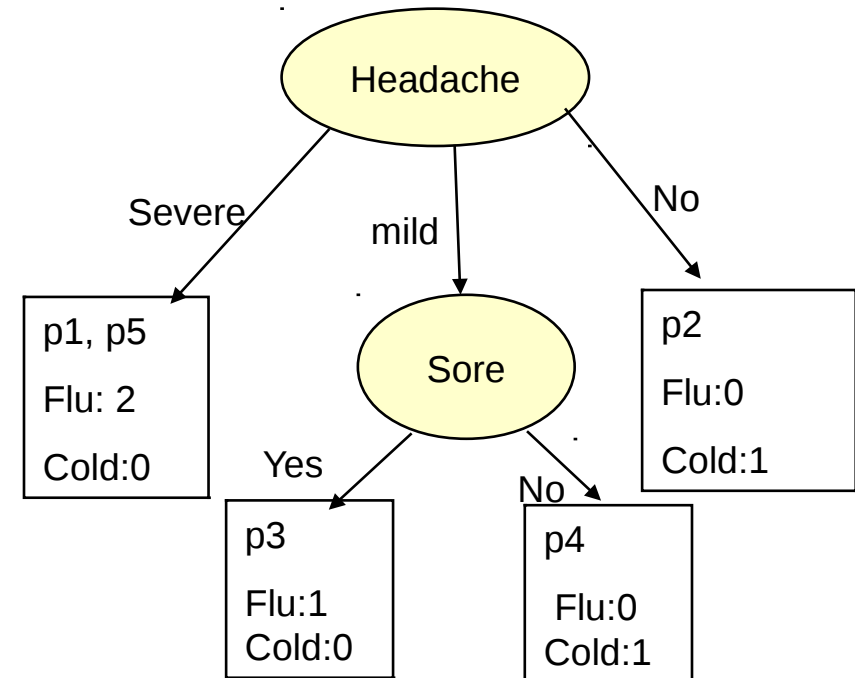 Headache
Severe
mild
No
p1, p5
Flu: 2
Cold:0
Sore
p2
Flu:0
Cold:1
Yes
No
p3
Flu:1
Cold:0
p4
Flu:0
Cold:1